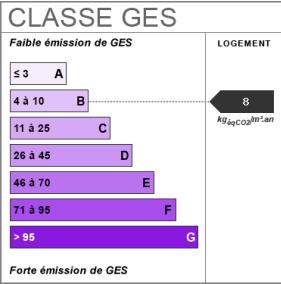 CLASSE GES
Faible émission de GES
LOGEMENT
≤ 3 A
4 à 10 B
8
kgéqCO2/m².an
11 à 25 C
26 à 45 D
46 à 70 E
71 à 95 F
> 95 G
Forte émission de GES